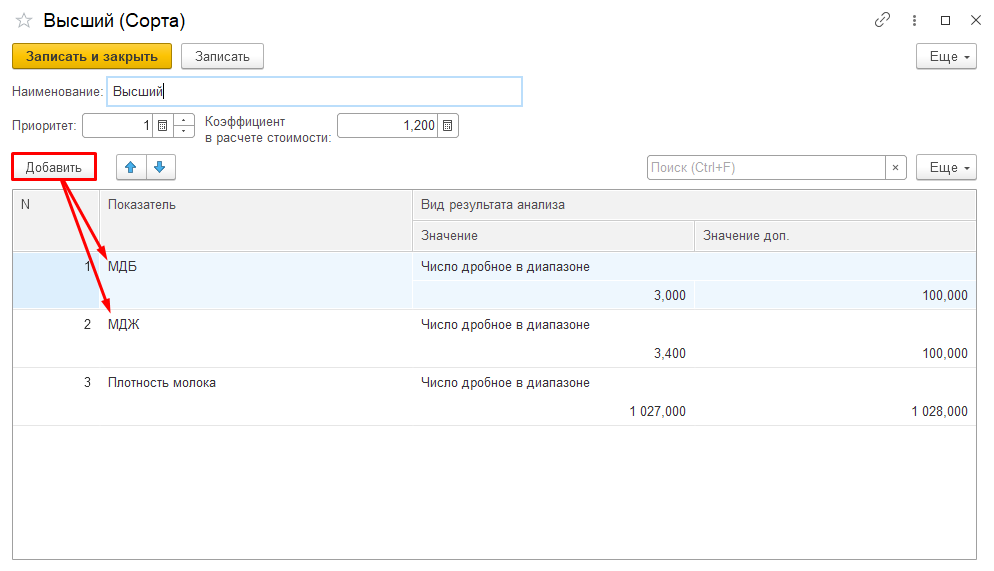 Высший (Сорта)
Записать и закрыть
Записать
Еще
Наименование: Высший
Приоритет: 1
Коэффициент
в расчете стоимости: 1,200
Добавить
Поиск (Ctrl+F)
×
Еще
N
Показатель
Вид результата анализа
Значение
Значение доп.
1
МДБ
Число дробное в диапазоне
3,000
100,000
2
МДЖ
Число дробное в диапазоне
3,400
100,000
3
Плотность молока
Число дробное в диапазоне
1 027,000
1 028,000